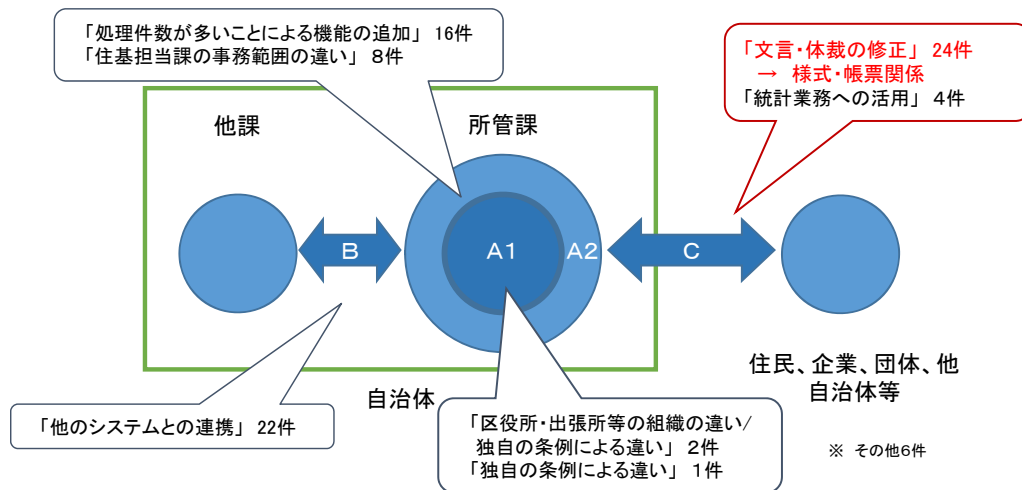 「処理件数が多いことによる機能の追加」 16件
「住基担当課の事務範囲の違い」 8件
「文言・体裁の修正」 24件
→ 様式・帳票関係
「統計業務への活用」 4件
他課
所管課
B
A1
A2
C
住民、企業、団体、他
自治体等
自治体
「他のシステムとの連携」 22件
「区役所・出張所等の組織の違い/
独自の条例による違い」 2件
「独自の条例による違い」 1件
※ その他6件